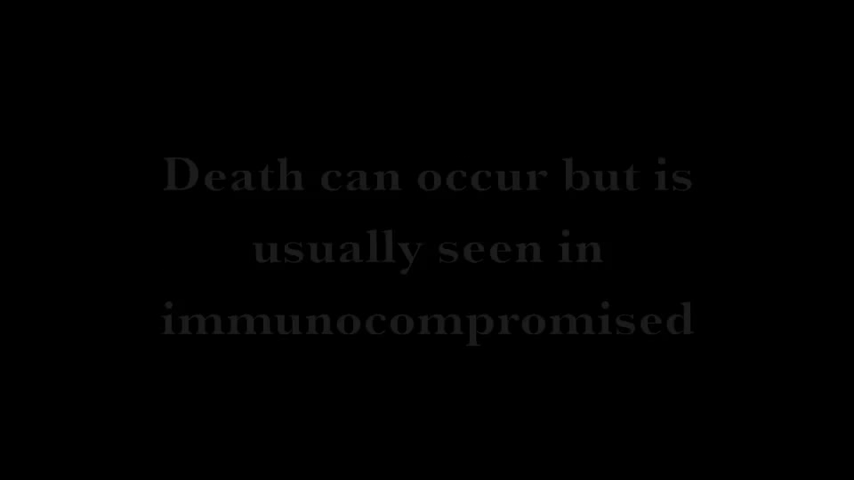 Death can occur but is
usually seen in
immunocompromised